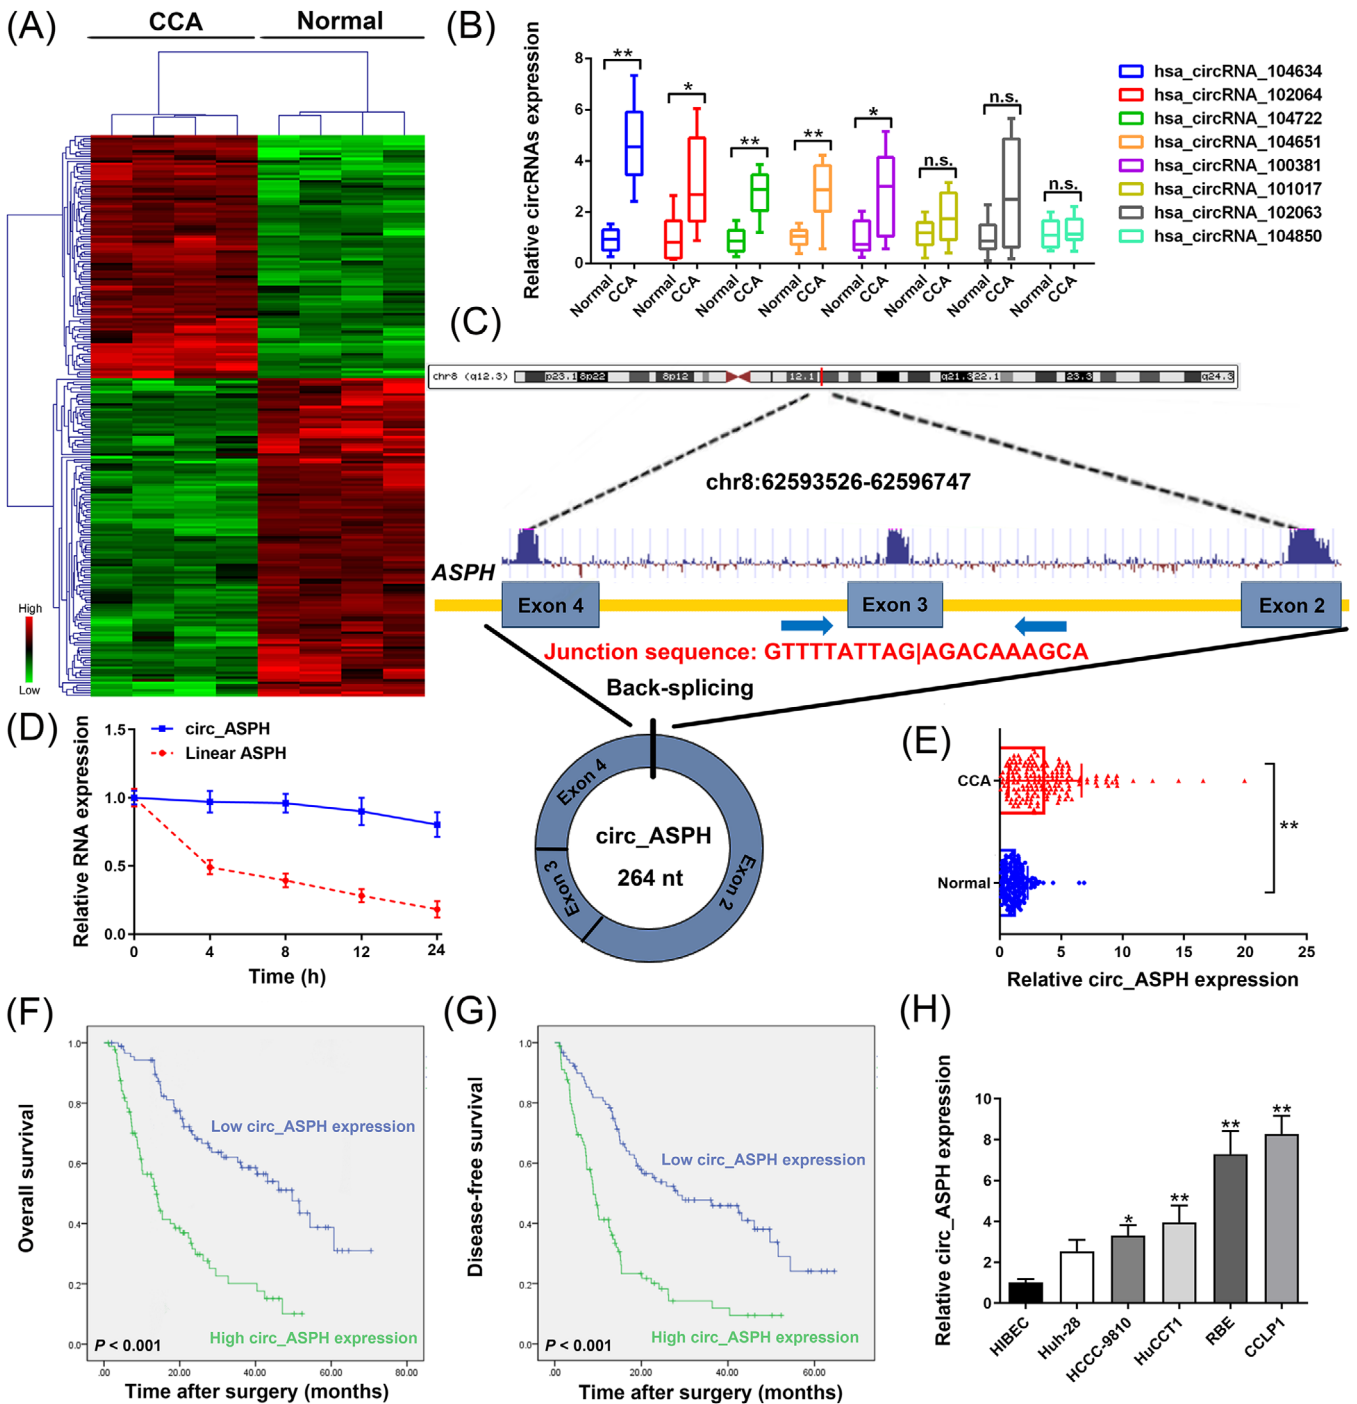 (A)
CCA Normal
High
Low
(B)
Relative circRNAs expression
8
6
4
2
0
** * ** ** * n.s. n.s. n.s.
Normal CCA Normal CCA Normal CCA Normal CCA Normal CCA Normal CCA Normal CCA Normal CCA
hsa_circRNA_104634
hsa_circRNA_102064
hsa_circRNA_104722
hsa_circRNA_104651
hsa_circRNA_100381
hsa_circRNA_101017
hsa_circRNA_102063
hsa_circRNA_104850
(C)
chr8 (q12.3) p23.1 8p22 8p12 12.1 q21.3 22.1 23.3 q24.3
chr8:62593526-62596747
ASPH
Exon 4 Exon 3 Exon 2
Junction sequence: GTTTTATTAG|AGACAAAGCA
Back-splicing
Exon 4
Exon 3
Exon 2
circ_ASPH
264 nt
(D)
Relative RNA expression
1.5
1.0
0.5
0.0
circ_ASPH
Linear ASPH
0 4 8 12 24
Time (h)
(E)
CCA
Normal
**
0 5 10 15 20 25
Relative circ_ASPH expression
(F)
Overall survival
1.0
0.8
0.6
0.4
0.2
0.0
Low circ_ASPH expression
High circ_ASPH expression
P < 0.001
.00 20.00 40.00 60.00 80.00
Time after surgery (months)
(G)
Disease-free survival
1.0
0.8
0.6
0.4
0.2
0.0
Low circ_ASPH expression
High circ_ASPH expression
P < 0.001
.00 20.00 40.00 60.00
Time after surgery (months)
(H)
Relative circ_ASPH expression
10
8
6
4
2
0
* ** ** **
HIBEC Huh-28 HCCC-9810 HuCCT1 RBE CCLP1